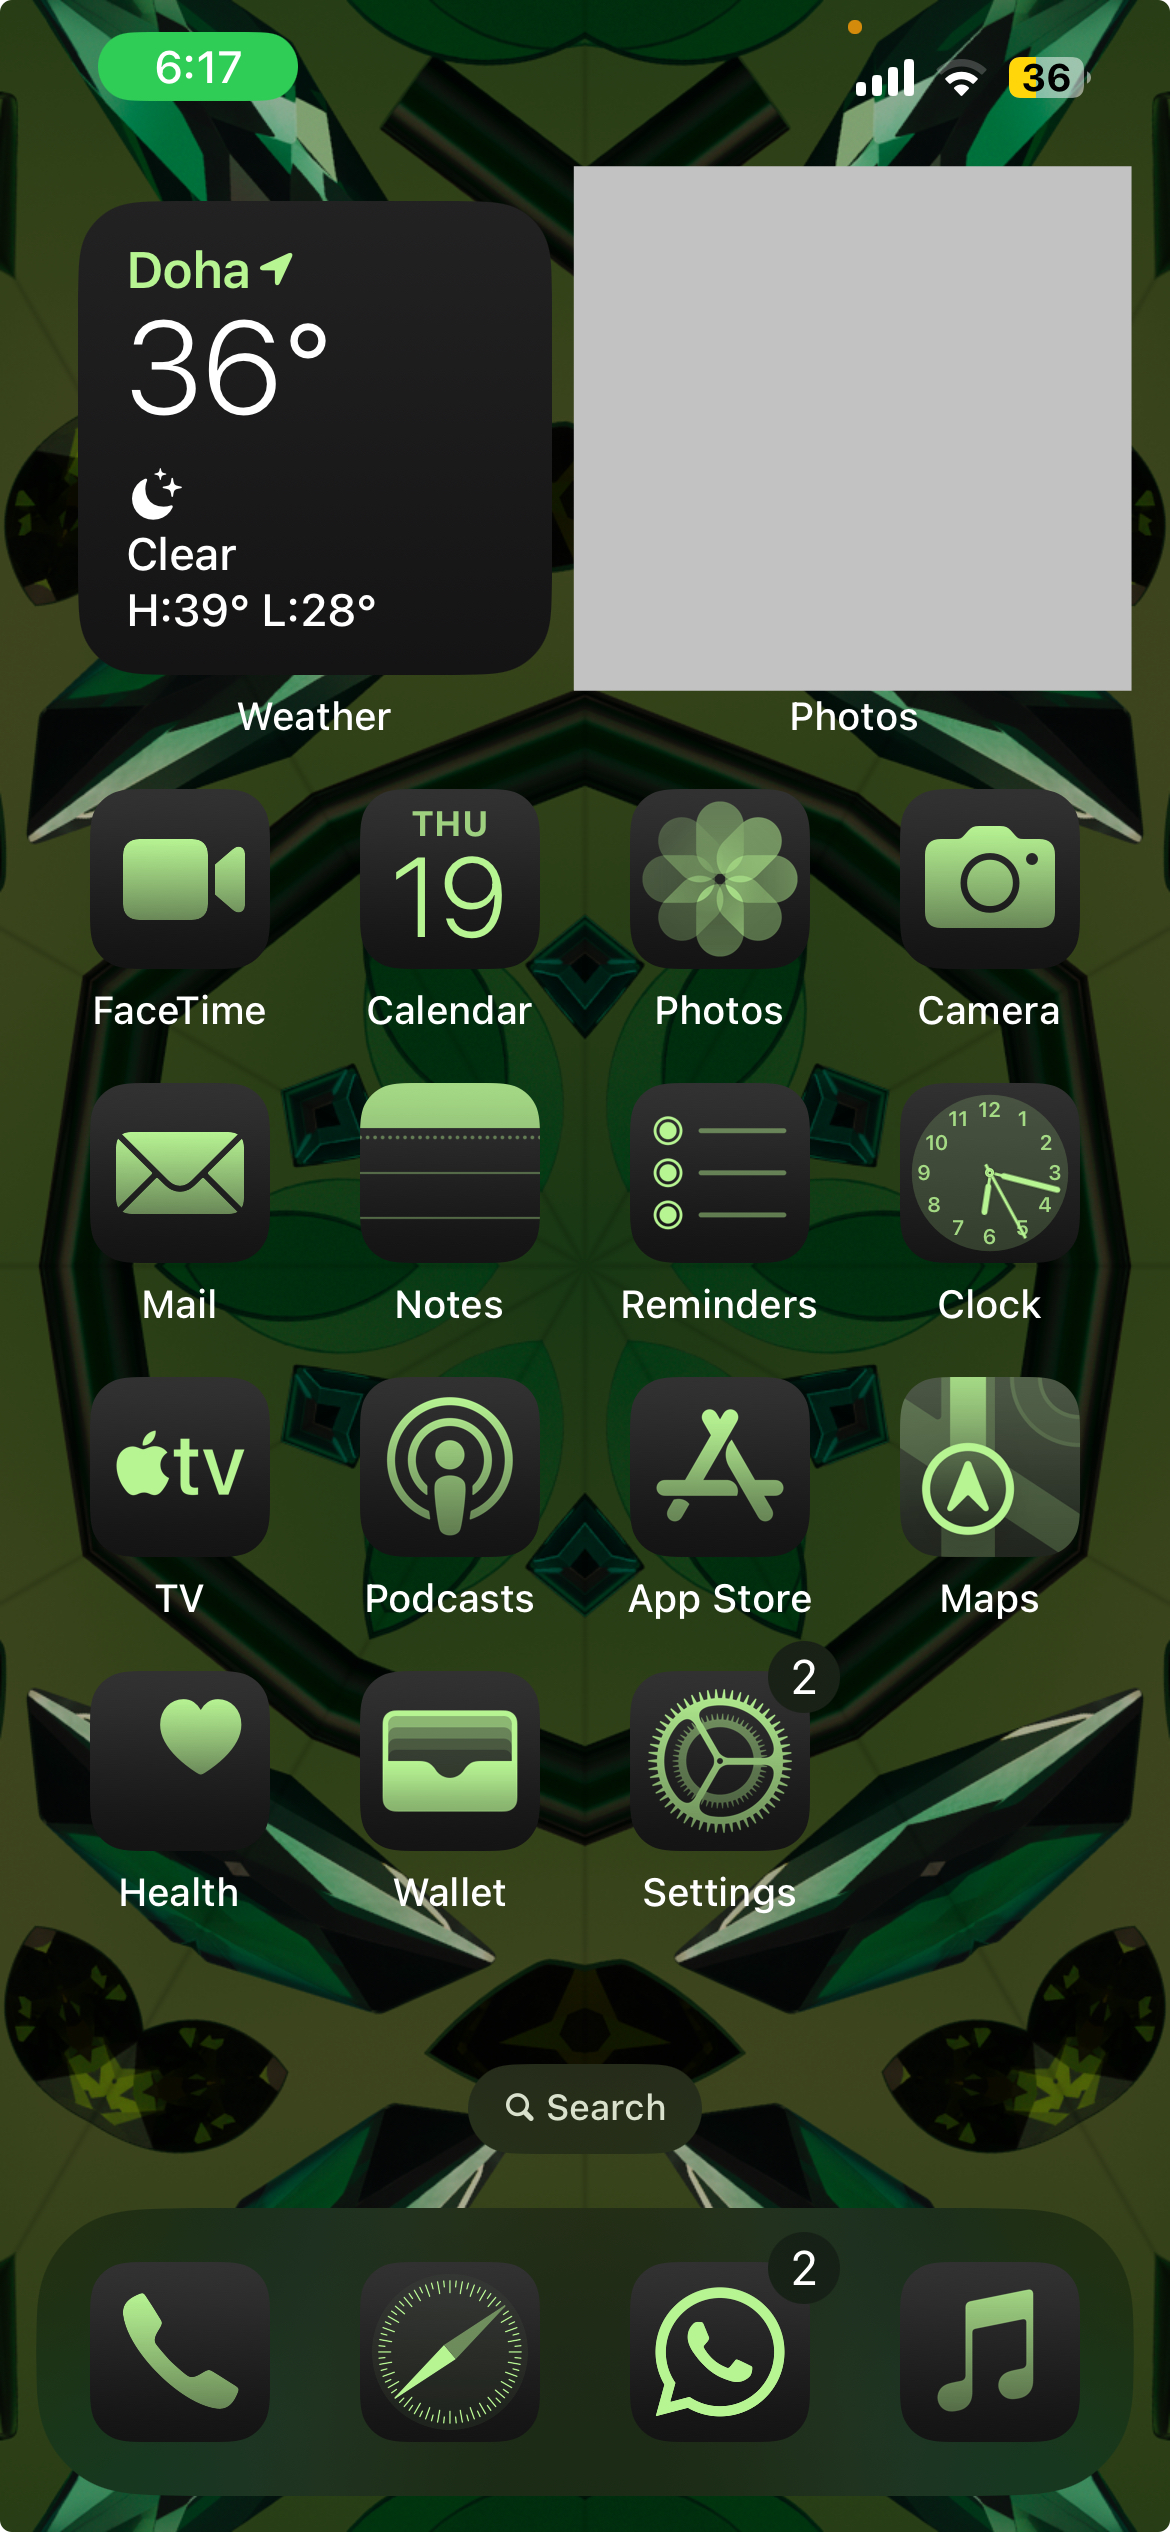 6:17
36
Doha
36°
Clear
H:39° L:28°
Weather
Photos
THU
19
FaceTime
Calendar
Photos
Camera
12
11
1
10
2
9
3
8
4
7
5
6
Mail
Notes
Reminders
Clock
tv
TV
Podcasts
App Store
Maps
2
Health
Wallet
Settings
Search
2